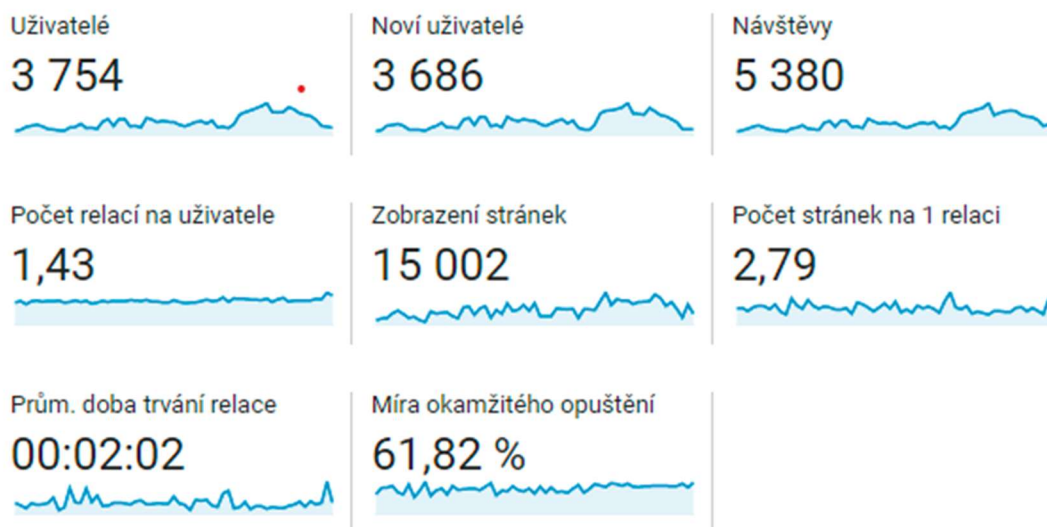 Uživatelé
3 754
Noví uživatelé
3 686
Návštěvy
5 380
Počet relací na uživatele
1,43
Zobrazení stránek
15 002
Počet stránek na 1 relaci
2,79
Prům. doba trvání relace
00:02:02
Míra okamžitého opuštění
61,82 %